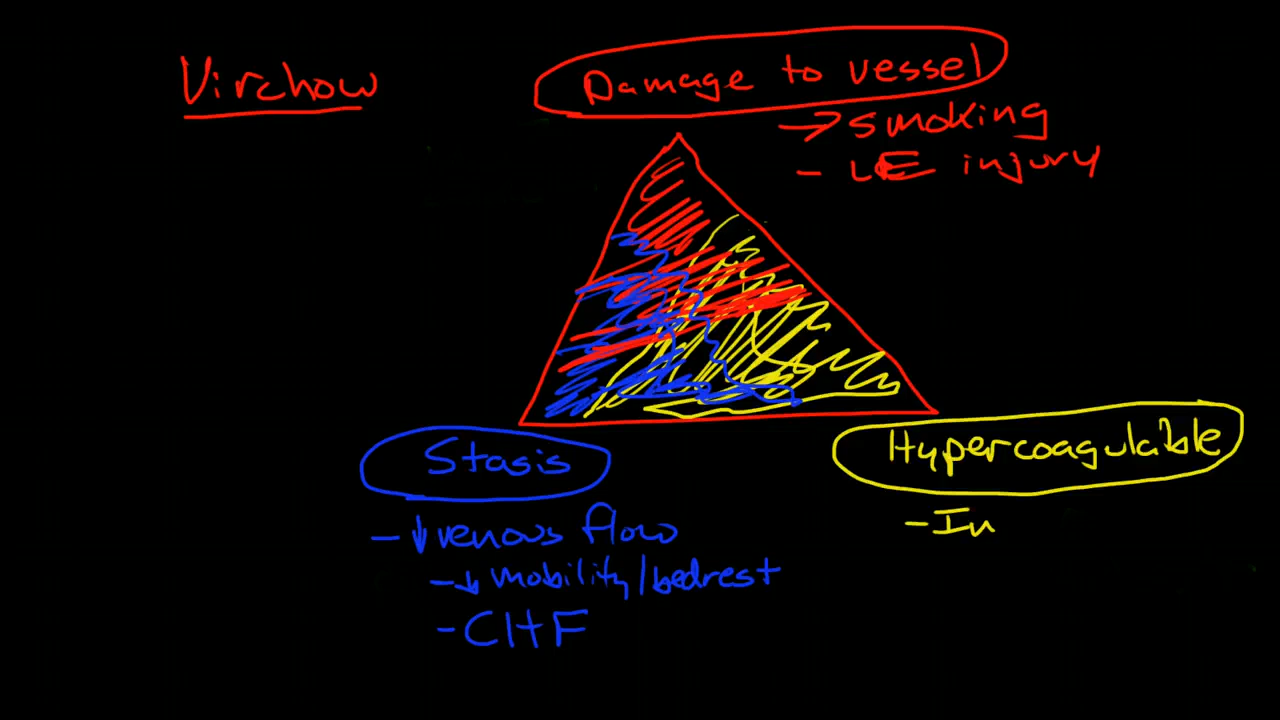 Virchow
Damage to vessel
→ smoking
- LE injury
Stasis
- ↓ venous flow
- ↓ mobility/bedrest
- CHF
Hypercoagulable
- In